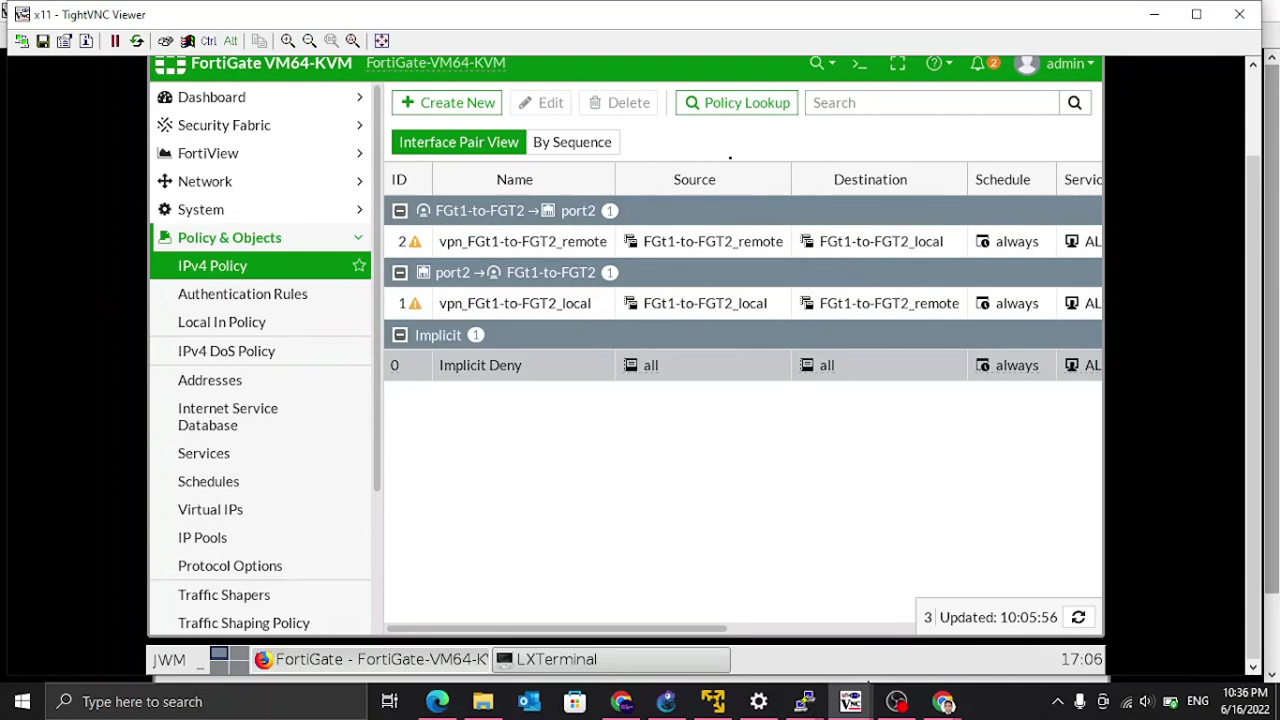 x11 - TightVNC Viewer
Ctrl Alt
FortiGate VM64-KVM FortiGate-VM64-KVM 2 admin
Dashboard
Security Fabric
FortiView
Network
System
Policy & Objects
IPv4 Policy
Authentication Rules
Local In Policy
IPv4 DoS Policy
Addresses
Internet Service
Database
Services
Schedules
Virtual IPs
IP Pools
Protocol Options
Traffic Shapers
Traffic Shaping Policy
Create New Edit Delete Policy Lookup Search
Interface Pair View By Sequence
ID Name Source Destination Schedule Servic
FGt1-to-FGT2 → port2 1
2 vpn_FGt1-to-FGT2_remote FGt1-to-FGT2_remote FGt1-to-FGT2_local always AL
port2 → FGt1-to-FGT2 1
1 vpn_FGt1-to-FGT2_local FGt1-to-FGT2_local FGt1-to-FGT2_remote always AL
Implicit 1
0 Implicit Deny all all always AL
3 Updated: 10:05:56
JWM FortiGate - FortiGate-VM64-K LXTerminal 17:06
Type here to search ENG 10:36 PM
6/16/2022